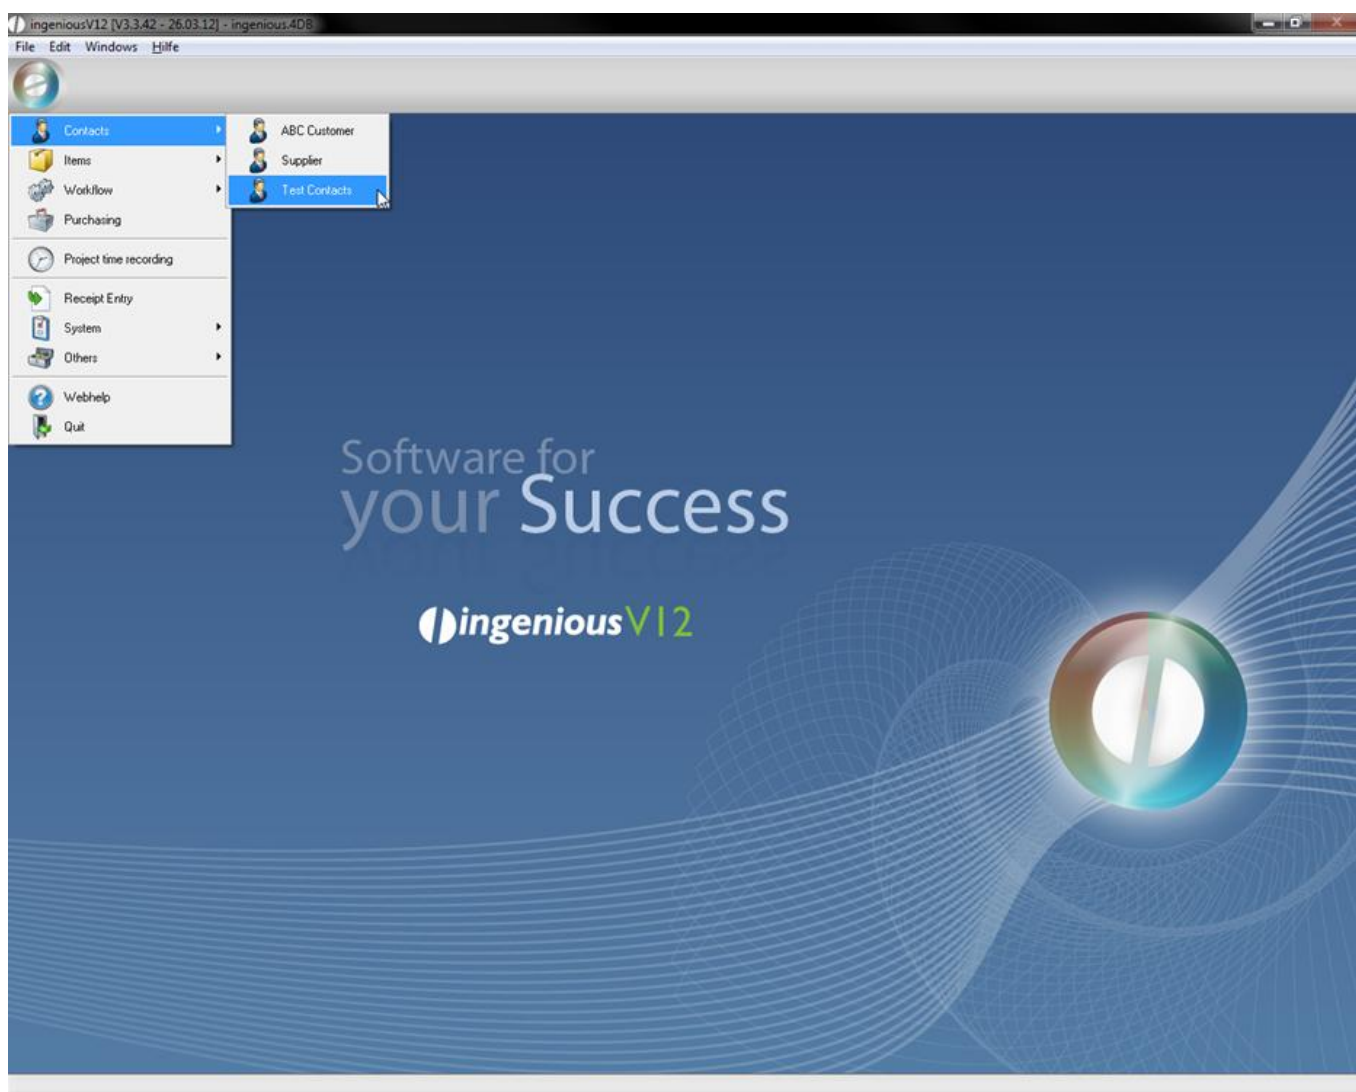 ingeniousV12 [V3.3.42 - 26.03.12] - ingenious.4DB
File Edit Windows Hilfe
Contacts
Items
Workflow
Purchasing
Project time recording
Receipt Entry
System
Others
Webhelp
Quit
ABC Customer
Supplier
Test Contacts
Software for
your Success
ingeniousV12